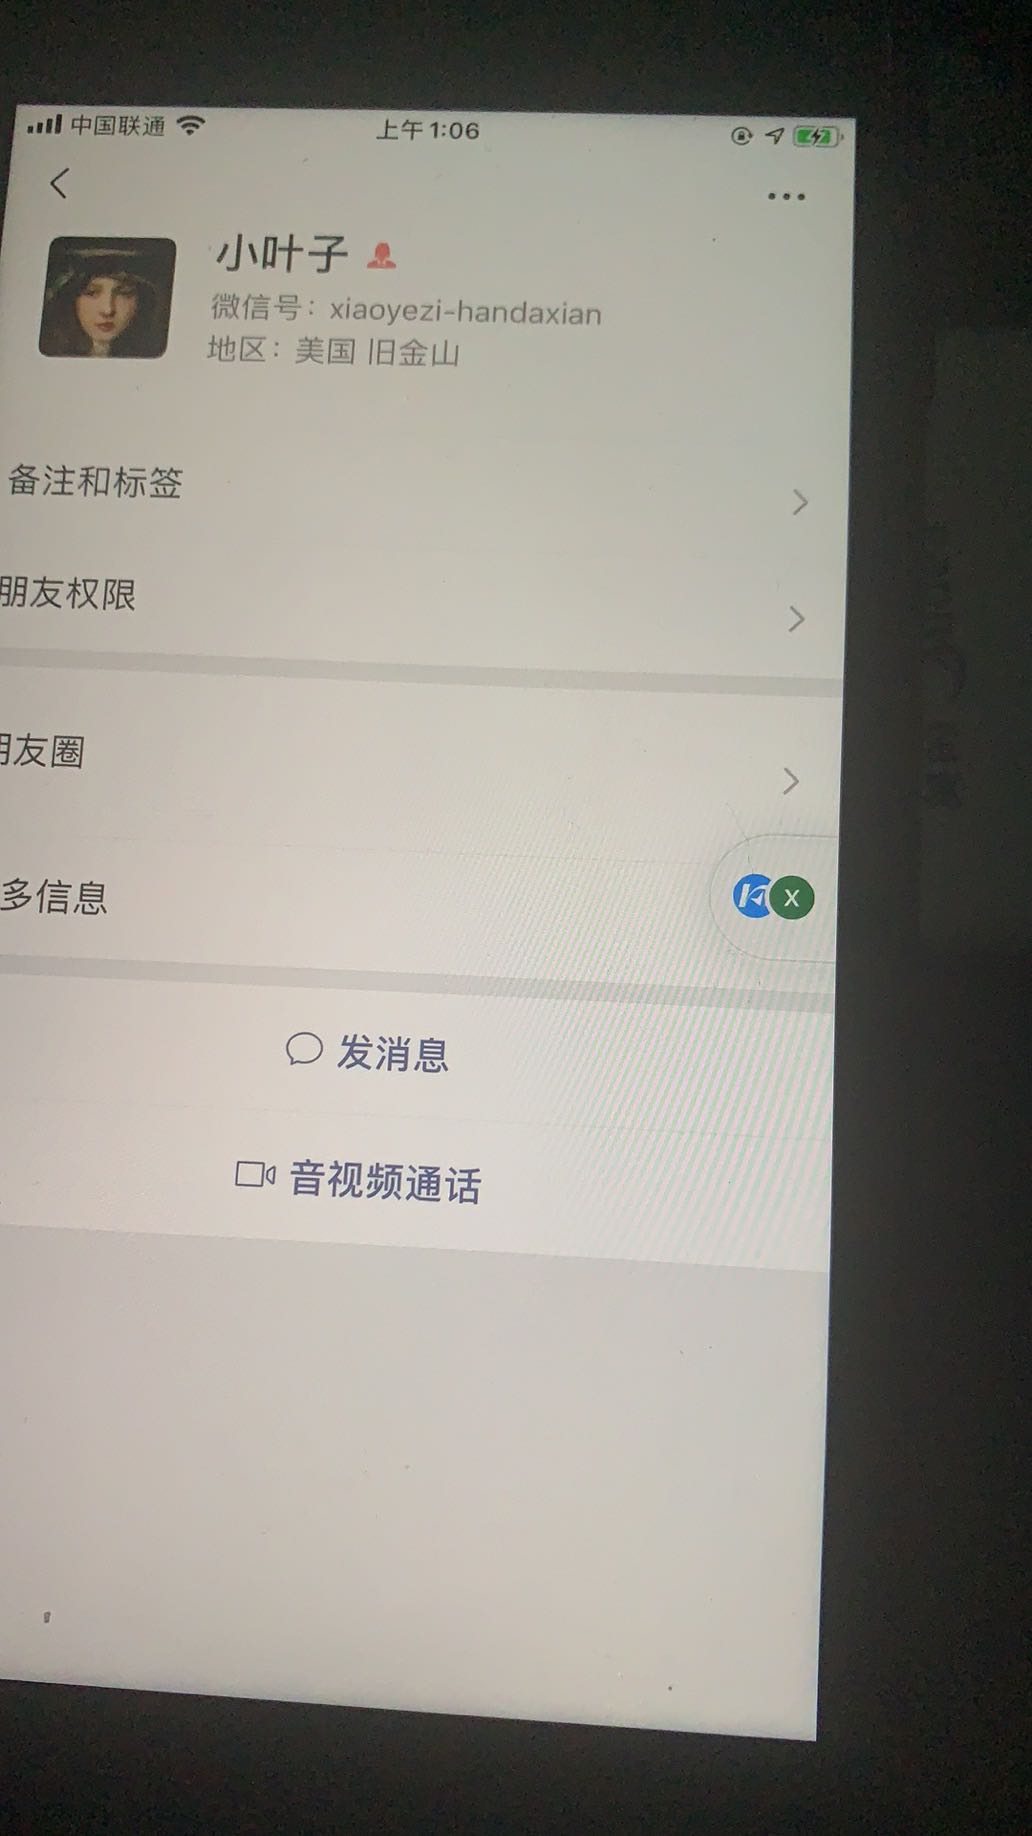 中国联通
上午1:06
小叶子
微信号：xiaoyezi-handaxian
地区：美国 旧金山
备注和标签
朋友权限
朋友圈
多信息
X
发消息
音视频通话